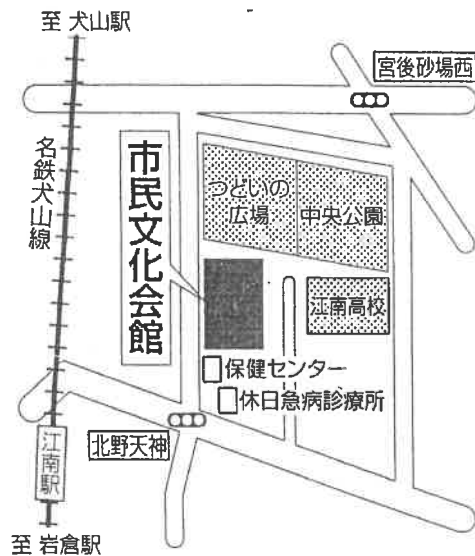 至 犬山駅
宮後砂場西
名鉄犬山線
市民文化会館
つどいの
広場
中央公園
江南高校
保健センター
休日急病診療所
北野天神
江南駅
至 岩倉駅